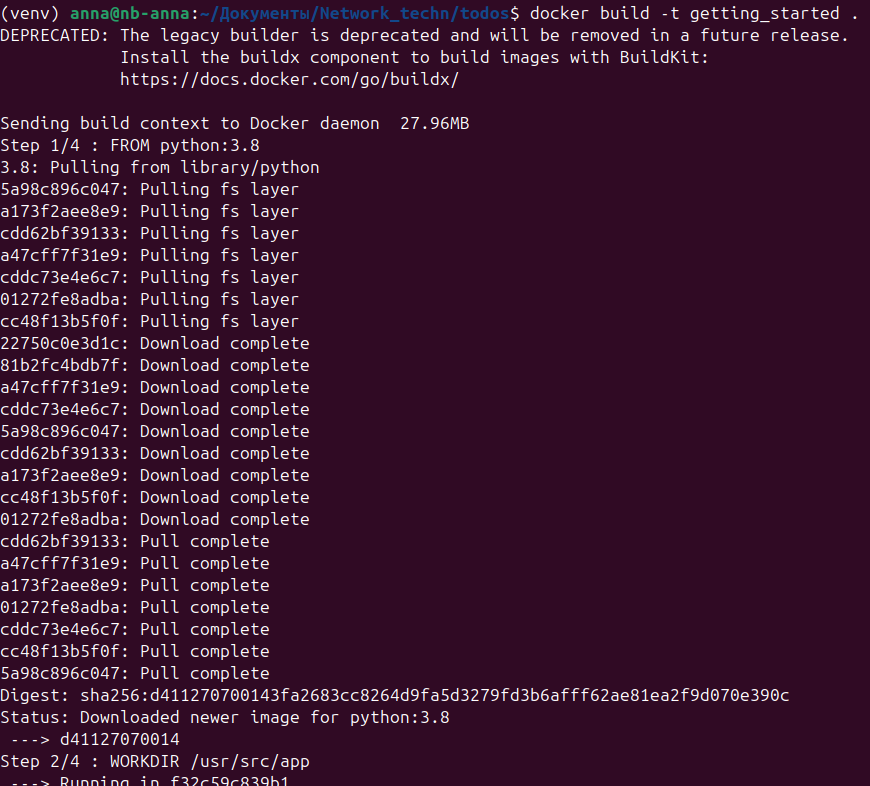 (venv) anna@nb-anna:~/Документы/Network_techn/todos$ docker build -t getting_started .
DEPRECATED: The legacy builder is deprecated and will be removed in a future release.
Install the buildx component to build images with BuildKit:
https://docs.docker.com/go/buildx/
Sending build context to Docker daemon  27.96MB
Step 1/4 : FROM python:3.8
3.8: Pulling from library/python
5a98c896c047: Pulling fs layer
a173f2aee8e9: Pulling fs layer
cdd62bf39133: Pulling fs layer
a47cff7f31e9: Pulling fs layer
cddc73e4e6c7: Pulling fs layer
01272fe8adba: Pulling fs layer
cc48f13b5f0f: Pulling fs layer
22750c0e3d1c: Download complete
81b2fc4bdb7f: Download complete
a47cff7f31e9: Download complete
cddc73e4e6c7: Download complete
5a98c896c047: Download complete
cdd62bf39133: Download complete
a173f2aee8e9: Download complete
cc48f13b5f0f: Download complete
01272fe8adba: Download complete
cdd62bf39133: Pull complete
a47cff7f31e9: Pull complete
a173f2aee8e9: Pull complete
01272fe8adba: Pull complete
cddc73e4e6c7: Pull complete
cc48f13b5f0f: Pull complete
5a98c896c047: Pull complete
Digest: sha256:d411270700143fa2683cc8264d9fa5d3279fd3b6afff62ae81ea2f9d070e390c
Status: Downloaded newer image for python:3.8
---> d41127070014
Step 2/4 : WORKDIR /usr/src/app
---> Running in f32c59c839b1